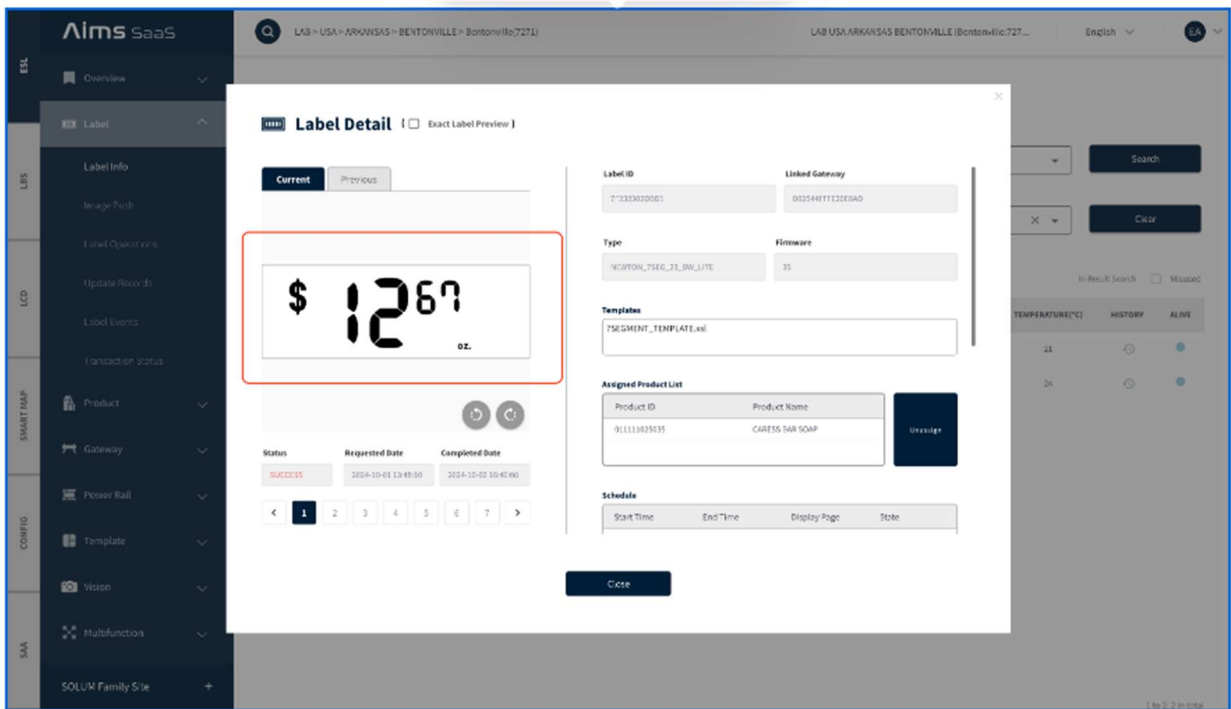 Aims SaaS
LAB > USA > ARKANSAS > BENTONVILLE > Bentonville(7271)
LAB USA ARKANSAS BENTONVILLE (Bentonville:727...
English
EA
ESL
LBS
LCD
SMART MAP
CONFIG
SAA
Overview
Label
Label Info
Image Push
Label Operations
Update Records
Label Events
Transaction Status
Product
Gateway
Power Rail
Template
Vision
Multifunction
SOLUM Family Site +
Label Detail ( Exact Label Preview )
Current
Previous
$ 12 67
oz.
Status
Requested Date
Completed Date
SUCCESS
< 1 2 3 4 5 6 7 >
Label ID
Linked Gateway
Type
Firmware
NEWTON_7SEG_23_BW_LITE
35
Templates
7SEGMENT_TEMPLATE.xsl
Assigned Product List
Product ID
Product Name
011111025035
CARESS BAR SOAP
Unassign
Schedule
Start Time
End Time
Display Page
State
Close
Search
Clear
In Result Search
Misused
TEMPERATURE(°C)
HISTORY
ALIVE
21
24
1 to 2, 2 in total